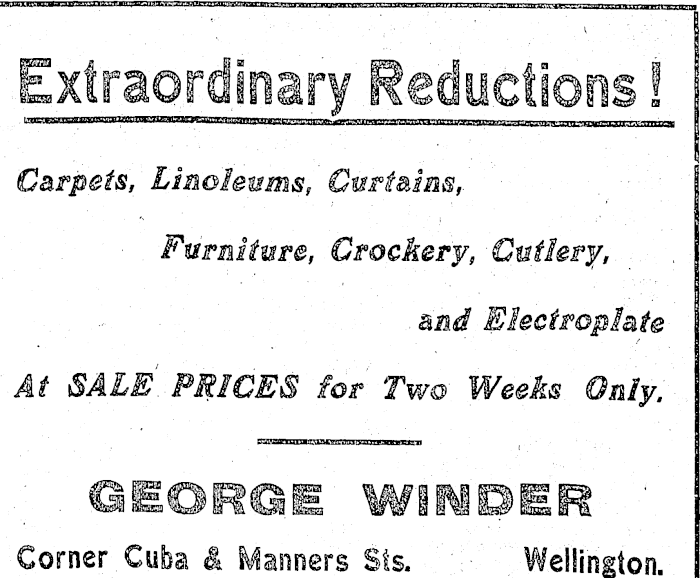 Extraordinary Reductions!
Carpets, Linoleums, Curtains,
Furniture, Crockery, Cutlery,
and Electroplate
At SALE PRICES for Two Weeks Only.
GEORGE WINDER
Corner Cuba & Manners Sts. Wellington.